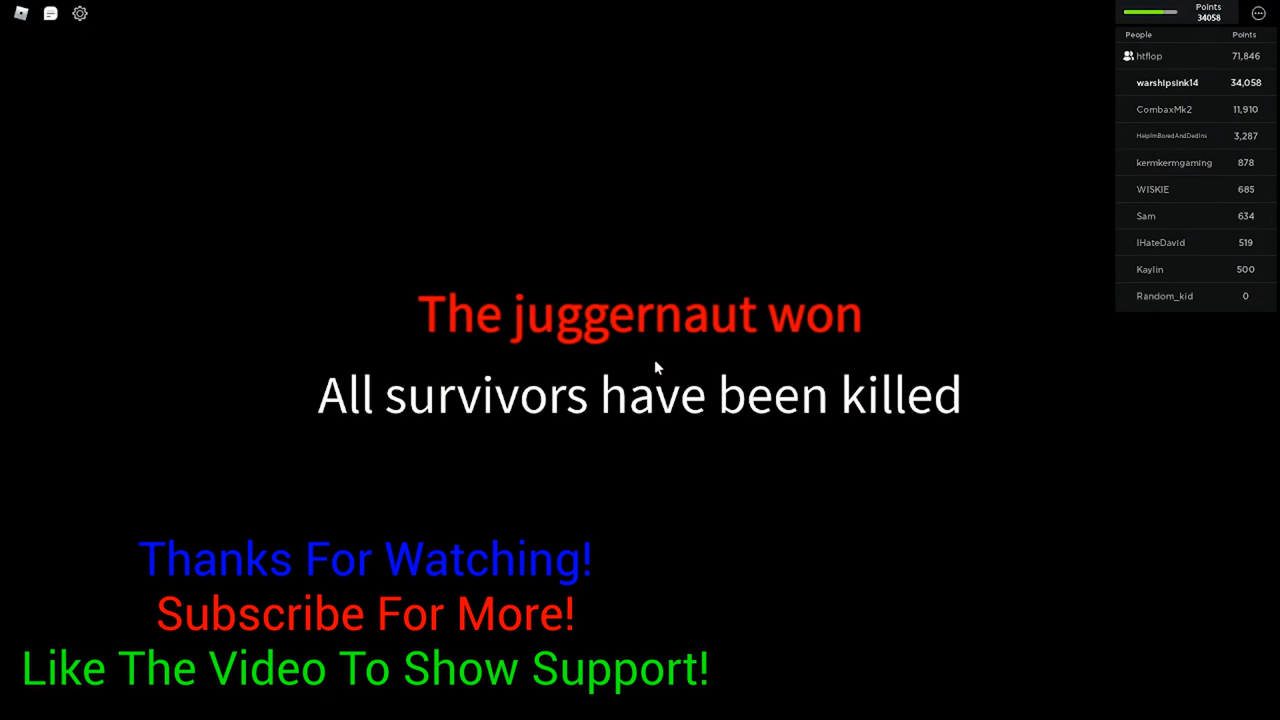 Points
34058
People Points
htflop 71,846
warshipsink14 34,058
CombaxMk2 11,910
HelpImBoredAndDedIns 3,287
kermkermgaming 878
WISKIE 685
Sam 634
IHateDavid 519
Kaylin 500
Random_kid 0
The juggernaut won
All survivors have been killed
Thanks For Watching!
Subscribe For More!
Like The Video To Show Support!